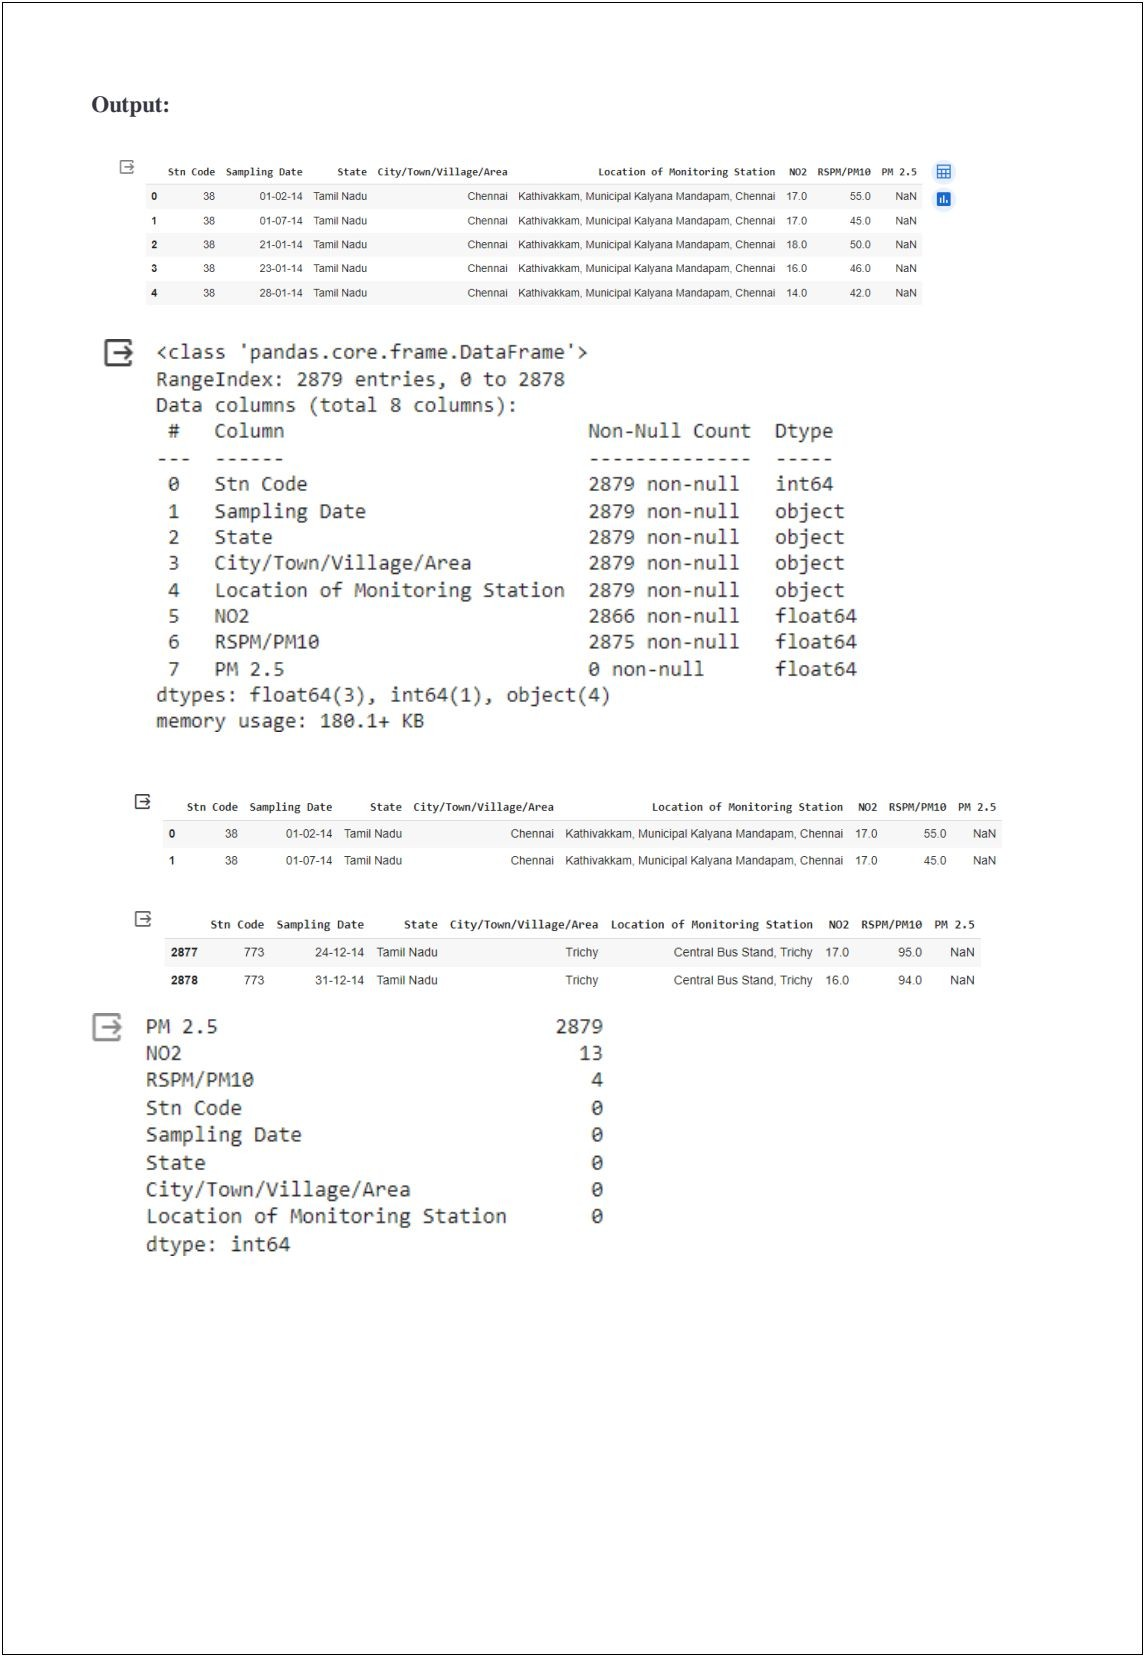 Output:
Stn Code Sampling Date State City/Town/Village/Area Location of Monitoring Station NO2 RSPM/PM10 PM 2.5
0 38 01-02-14 Tamil Nadu Chennai Kathivakkam, Municipal Kalyana Mandapam, Chennai 17.0 55.0 NaN
1 38 01-07-14 Tamil Nadu Chennai Kathivakkam, Municipal Kalyana Mandapam, Chennai 17.0 45.0 NaN
2 38 21-01-14 Tamil Nadu Chennai Kathivakkam, Municipal Kalyana Mandapam, Chennai 18.0 50.0 NaN
3 38 23-01-14 Tamil Nadu Chennai Kathivakkam, Municipal Kalyana Mandapam, Chennai 16.0 46.0 NaN
4 38 28-01-14 Tamil Nadu Chennai Kathivakkam, Municipal Kalyana Mandapam, Chennai 14.0 42.0 NaN
<class 'pandas.core.frame.DataFrame'>
RangeIndex: 2879 entries, 0 to 2878
Data columns (total 8 columns):
# Column Non-Null Count Dtype
--- ------ -------------- -----
0 Stn Code 2879 non-null int64
1 Sampling Date 2879 non-null object
2 State 2879 non-null object
3 City/Town/Village/Area 2879 non-null object
4 Location of Monitoring Station 2879 non-null object
5 NO2 2866 non-null float64
6 RSPM/PM10 2875 non-null float64
7 PM 2.5 0 non-null float64
dtypes: float64(3), int64(1), object(4)
memory usage: 180.1+ KB
Stn Code Sampling Date State City/Town/Village/Area Location of Monitoring Station NO2 RSPM/PM10 PM 2.5
0 38 01-02-14 Tamil Nadu Chennai Kathivakkam, Municipal Kalyana Mandapam, Chennai 17.0 55.0 NaN
1 38 01-07-14 Tamil Nadu Chennai Kathivakkam, Municipal Kalyana Mandapam, Chennai 17.0 45.0 NaN
Stn Code Sampling Date State City/Town/Village/Area Location of Monitoring Station NO2 RSPM/PM10 PM 2.5
2877 773 24-12-14 Tamil Nadu Trichy Central Bus Stand, Trichy 17.0 95.0 NaN
2878 773 31-12-14 Tamil Nadu Trichy Central Bus Stand, Trichy 16.0 94.0 NaN
PM 2.5 2879
NO2 13
RSPM/PM10 4
Stn Code 0
Sampling Date 0
State 0
City/Town/Village/Area 0
Location of Monitoring Station 0
dtype: int64